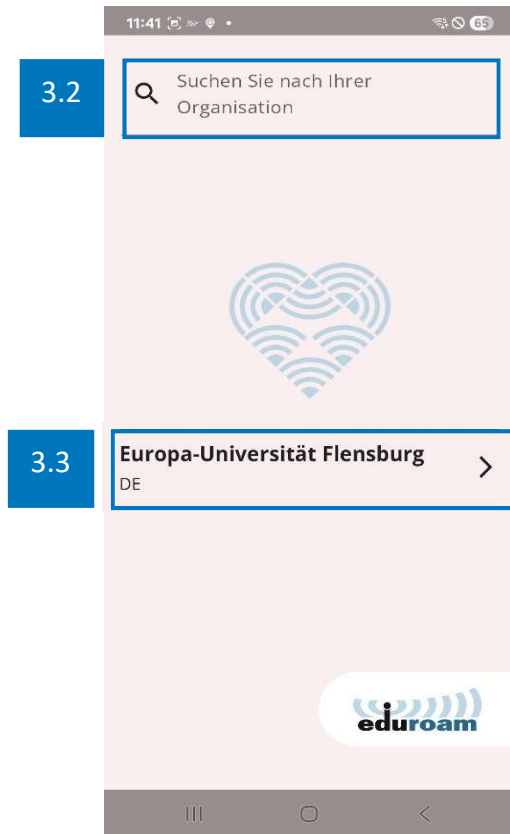 11:41
65
3.2
Suchen Sie nach Ihrer
Organisation
3.3
Europa-Universität Flensburg
DE
eduroam